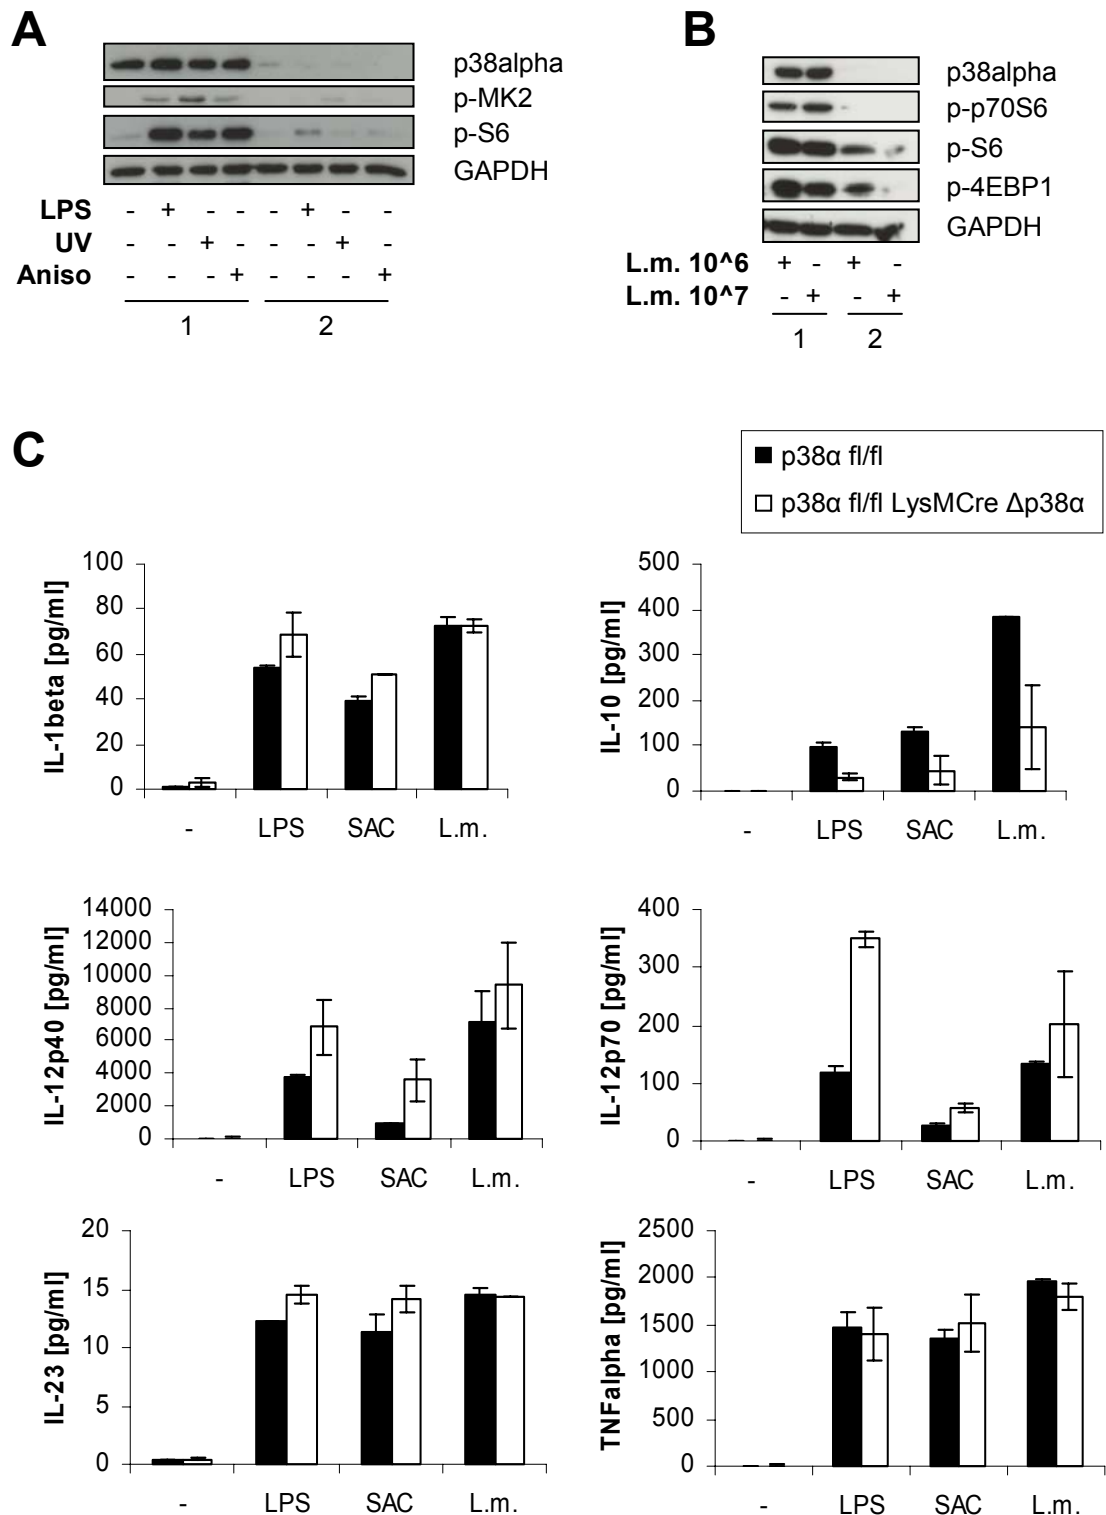 A
p38alpha
p-MK2
p-S6
GAPDH
LPS - + - - - + - -
UV - - + - - - + -
Aniso - - - + - - - +
1 2
B
p38alpha
p-p70S6
p-S6
p-4EBP1
GAPDH
L.m. 10^6 + - + -
L.m. 10^7 - + - +
1 2
C
p38α fl/fl
p38α fl/fl LysMCre Δp38α
IL-1beta [pg/ml]
100
80
60
40
20
0
- LPS SAC L.m.
IL-10 [pg/ml]
500
400
300
200
100
0
- LPS SAC L.m.
IL-12p40 [pg/ml]
14000
12000
10000
8000
6000
4000
2000
0
- LPS SAC L.m.
IL-12p70 [pg/ml]
400
300
200
100
0
- LPS SAC L.m.
IL-23 [pg/ml]
20
15
10
5
0
- LPS SAC L.m.
TNFalpha [pg/ml]
2500
2000
1500
1000
500
0
- LPS SAC L.m.